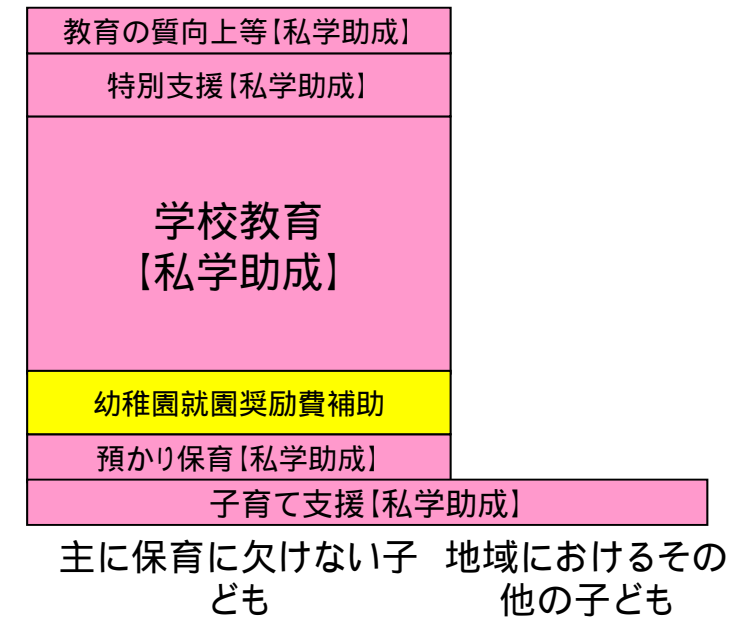 教育の質向上等【私学助成】
特別支援【私学助成】
学校教育
【私学助成】
幼稚園就園奨励費補助
預かり保育【私学助成】
子育て支援【私学助成】
主に保育に欠けない子
ども
地域におけるその
他の子ども